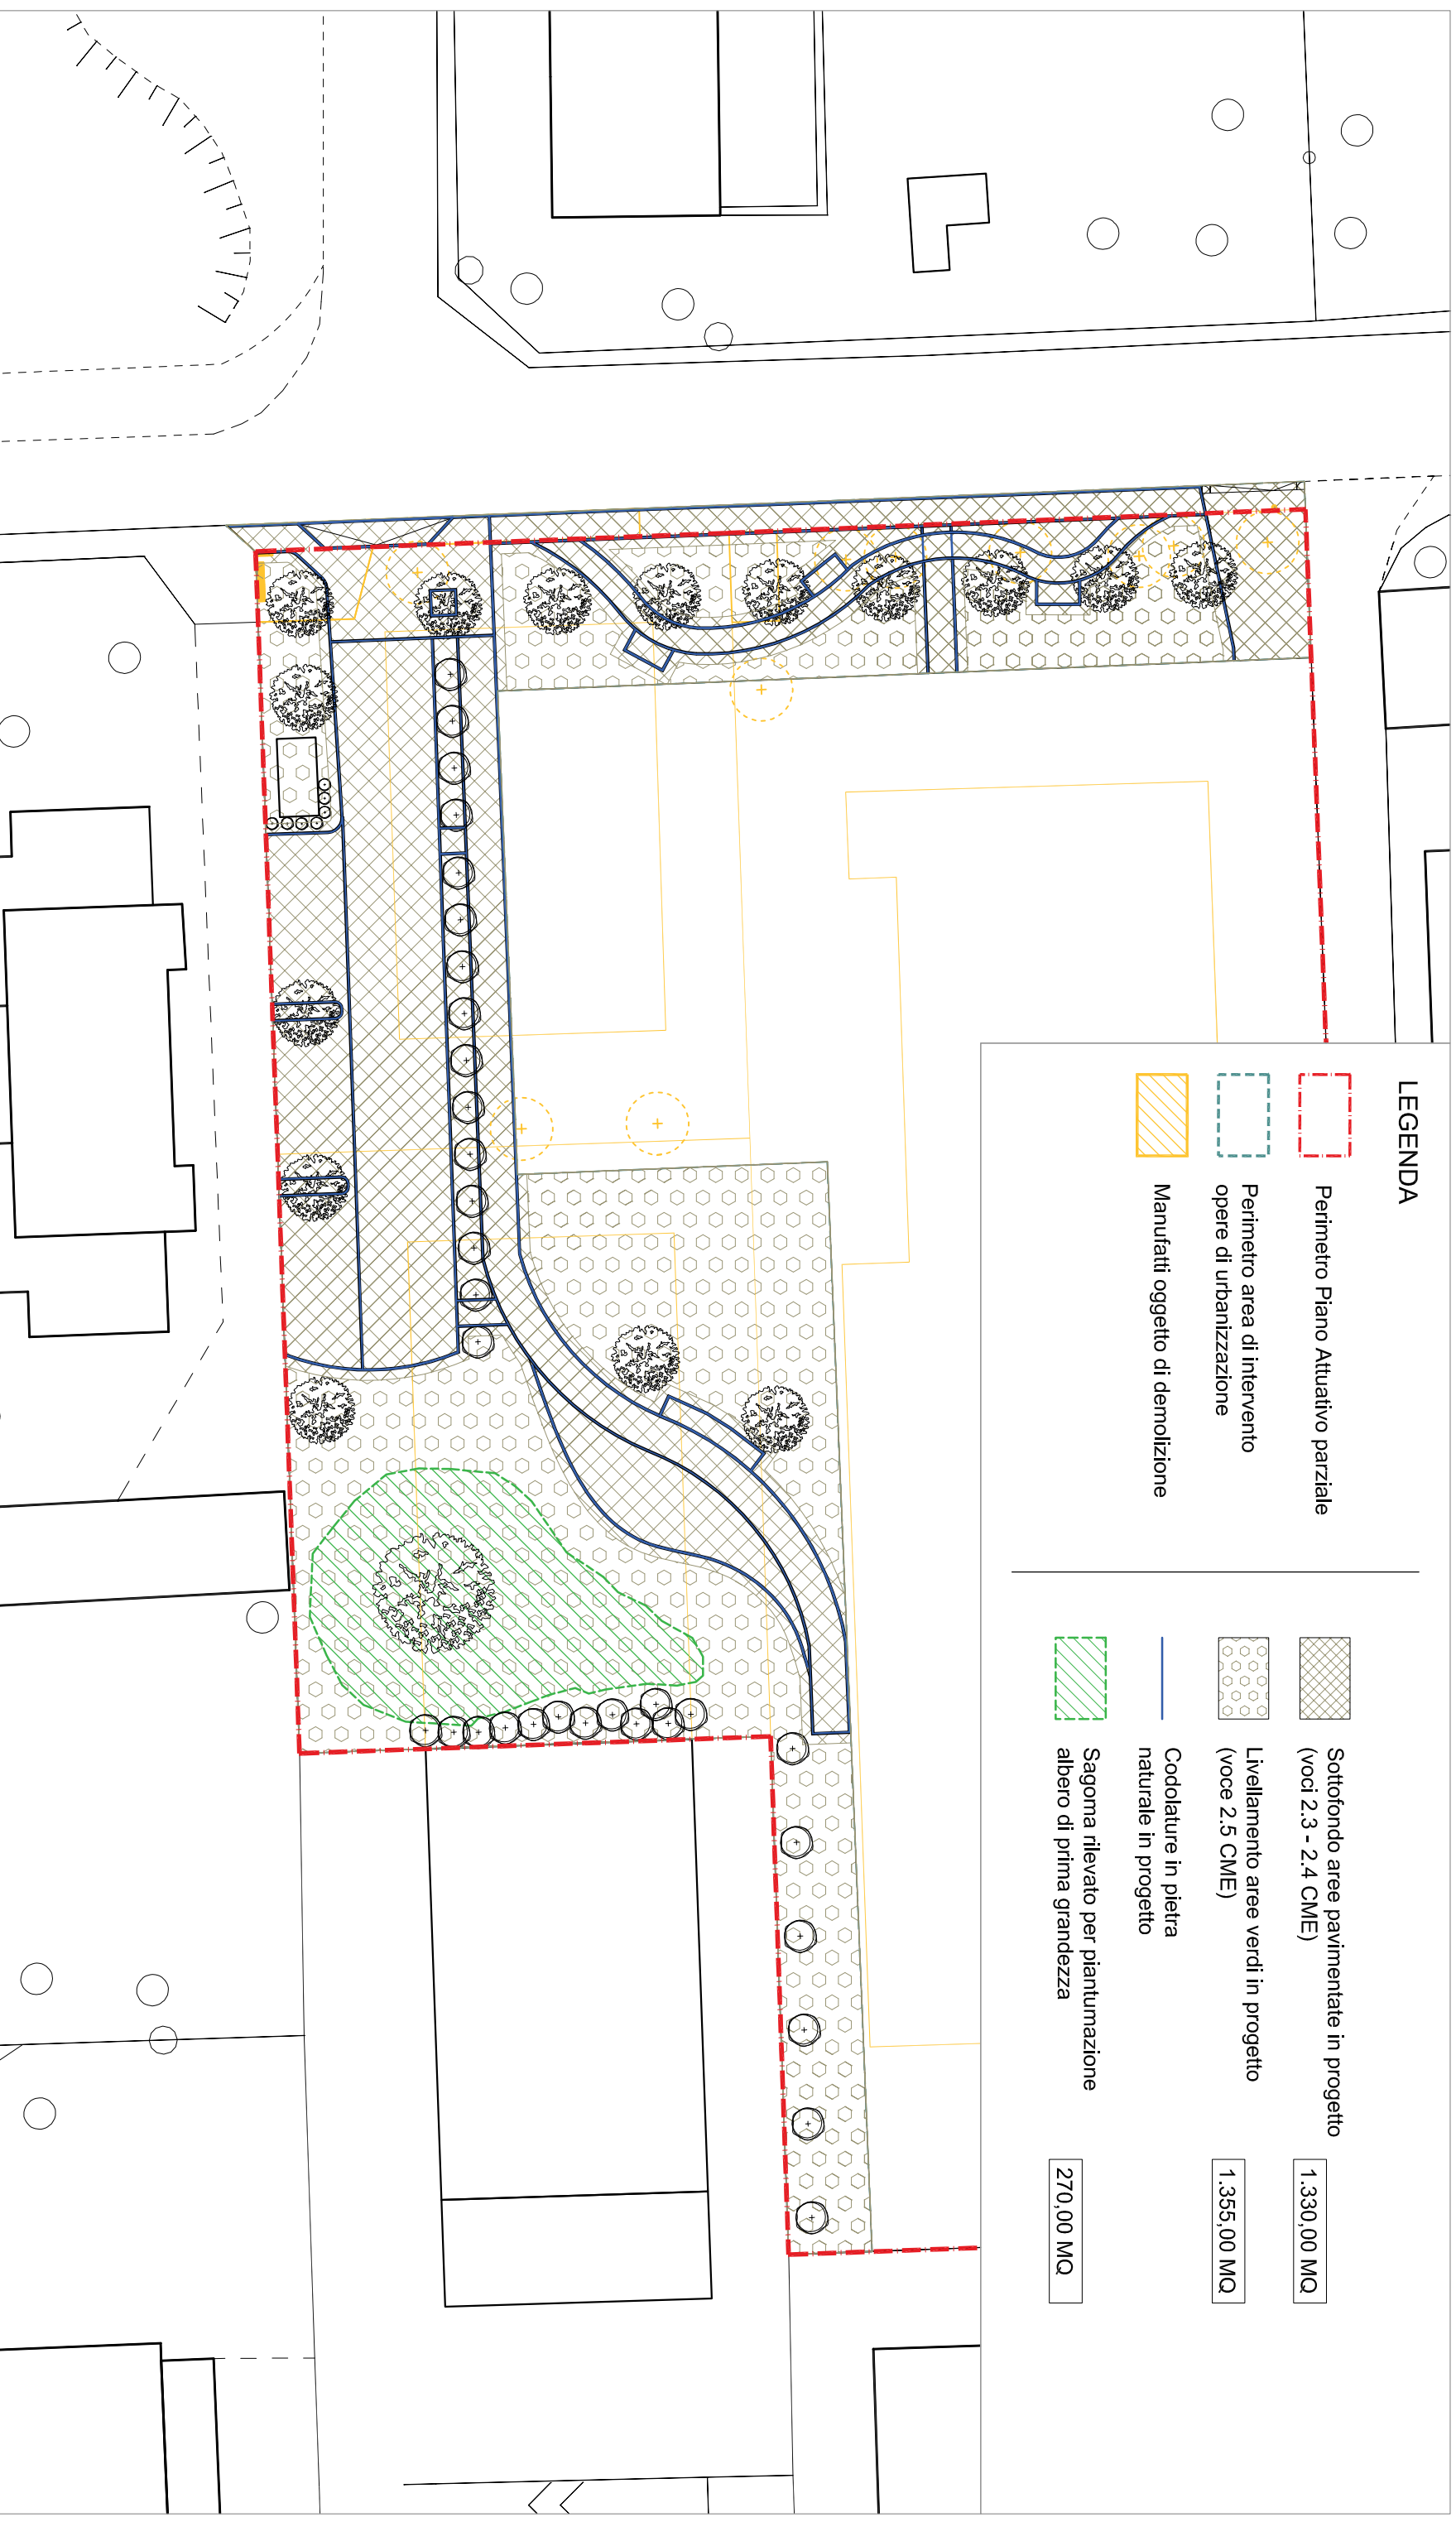 LEGENDA
Perimetro Piano Attuativo parziale
Perimetro area di intervento
opere di urbanizzazione
Manufatti oggetto di demolizione
Sottofondo aree pavimentate in progetto
(voci 2.3 - 2.4 CME)
1.330,00 MQ
Livellamento aree verdi in progetto
(voce 2.5 CME)
1.355,00 MQ
Codolature in pietra
naturale in progetto
Sagoma rilevato per piantumazione
albero di prima grandezza
270,00 MQ